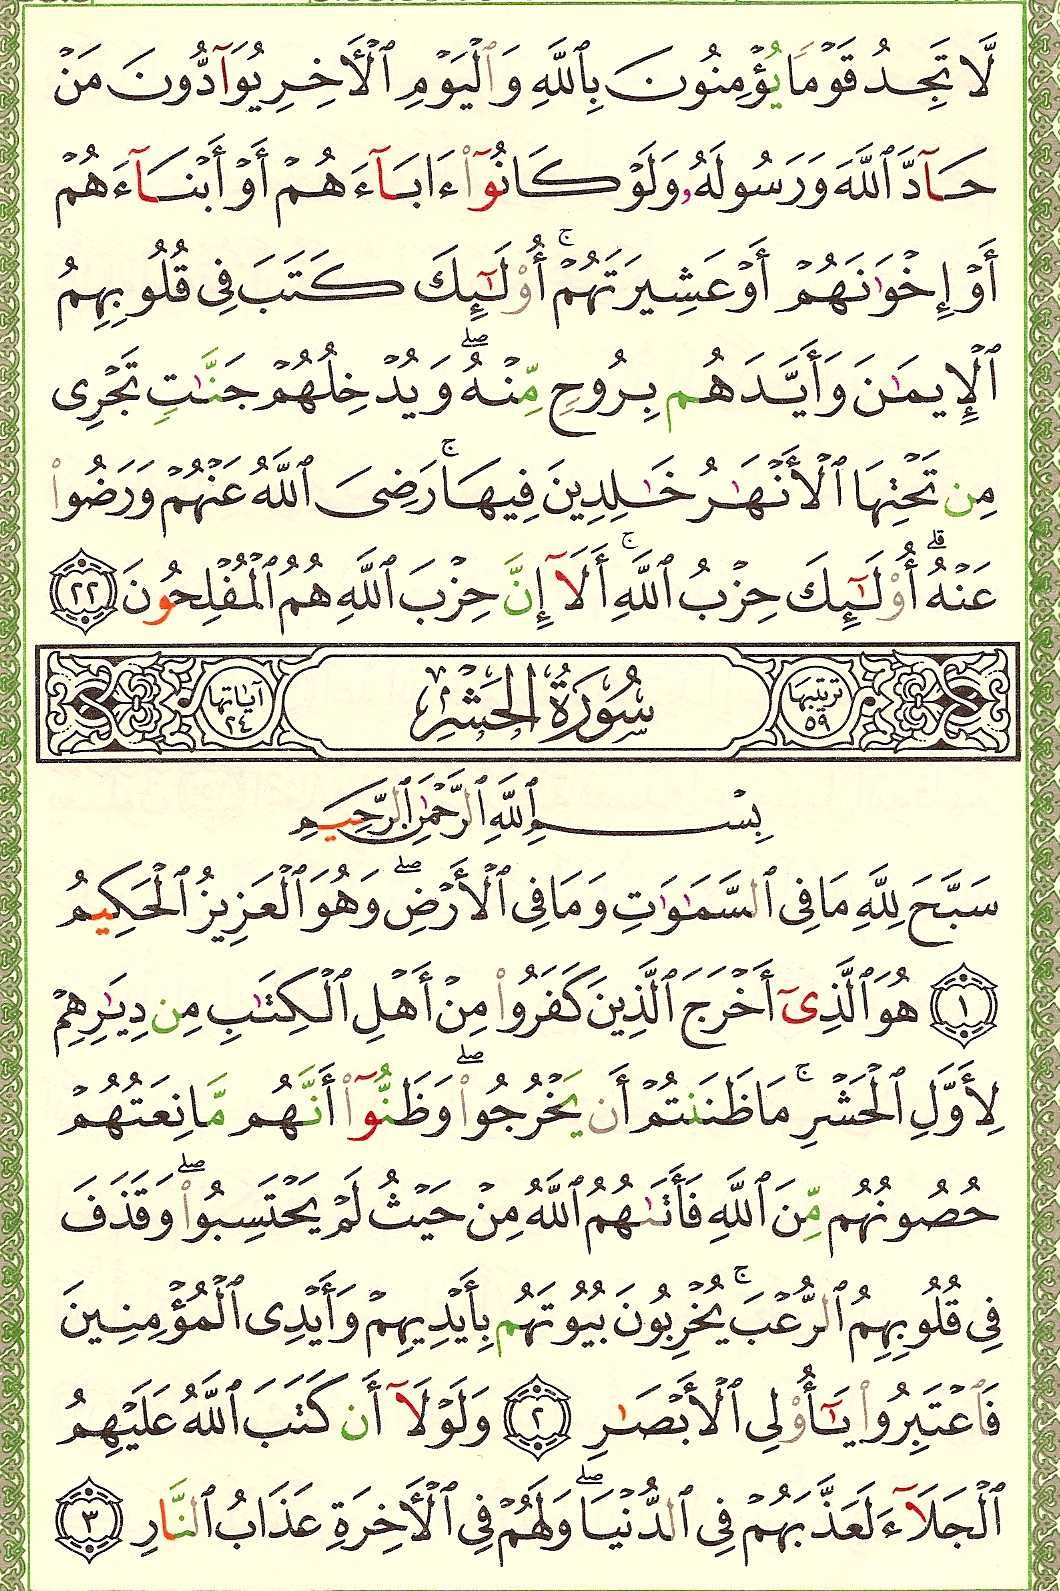 لَّا تَجِدُ قَوْمًا يُؤْمِنُونَ بِٱللَّهِ وَٱلْيَوْمِ ٱلْأَخِرِ يُوَآدُّونَ مَنْ
حَآدَّ ٱللَّهَ وَرَسُولَهُۥ وَلَوْ كَانُوٓا۟ ءَابَآءَهُمْ أَوْ أَبْنَآءَهُمْ
أَوْ إِخْوَٰنَهُمْ أَوْ عَشِيرَتَهُمْ ۚ أُو۟لَٰٓئِكَ كَتَبَ فِى قُلُوبِهِمُ
ٱلْإِيمَٰنَ وَأَيَّدَهُم بِرُوحٍ مِّنْهُ ۖ وَيُدْخِلُهُمْ جَنَّٰتٍ تَجْرِى
مِن تَحْتِهَا ٱلْأَنْهَٰرُ خَٰلِدِينَ فِيهَا ۚ رَضِىَ ٱللَّهُ عَنْهُمْ وَرَضُوا۟
عَنْهُ ۚ أُو۟لَٰٓئِكَ حِزْبُ ٱللَّهِ ۚ أَلَآ إِنَّ حِزْبَ ٱللَّهِ هُمُ ٱلْمُفْلِحُونَ ٢٢
ترتيبها ٥٩ سُورَةُ الحَشْرِ آياتها ٢٤
بِسْمِ ٱللَّهِ ٱلرَّحْمَٰنِ ٱلرَّحِيمِ
سَبَّحَ لِلَّهِ مَا فِى ٱلسَّمَٰوَٰتِ وَمَا فِى ٱلْأَرْضِ ۖ وَهُوَ ٱلْعَزِيزُ ٱلْحَكِيمُ
١ هُوَ ٱلَّذِىٓ أَخْرَجَ ٱلَّذِينَ كَفَرُوا۟ مِنْ أَهْلِ ٱلْكِتَٰبِ مِن دِيَٰرِهِمْ
لِأَوَّلِ ٱلْحَشْرِ ۚ مَا ظَنَنتُمْ أَن يَخْرُجُوا۟ ۖ وَظَنُّوٓا۟ أَنَّهُم مَّانِعَتُهُمْ
حُصُونُهُم مِّنَ ٱللَّهِ فَأَتَىٰهُمُ ٱللَّهُ مِنْ حَيْثُ لَمْ يَحْتَسِبُوا۟ ۖ وَقَذَفَ
فِى قُلُوبِهِمُ ٱلرُّعْبَ ۚ يُخْرِبُونَ بُيُوتَهُم بِأَيْدِيهِمْ وَأَيْدِى ٱلْمُؤْمِنِينَ
فَٱعْتَبِرُوا۟ يَٰٓأُو۟لِى ٱلْأَبْصَٰرِ ٢ وَلَوْلَآ أَن كَتَبَ ٱللَّهُ عَلَيْهِمُ
ٱلْجَلَآءَ لَعَذَّبَهُمْ فِى ٱلدُّنْيَا ۖ وَلَهُمْ فِى ٱلْأَخِرَةِ عَذَابُ ٱلنَّارِ ٣